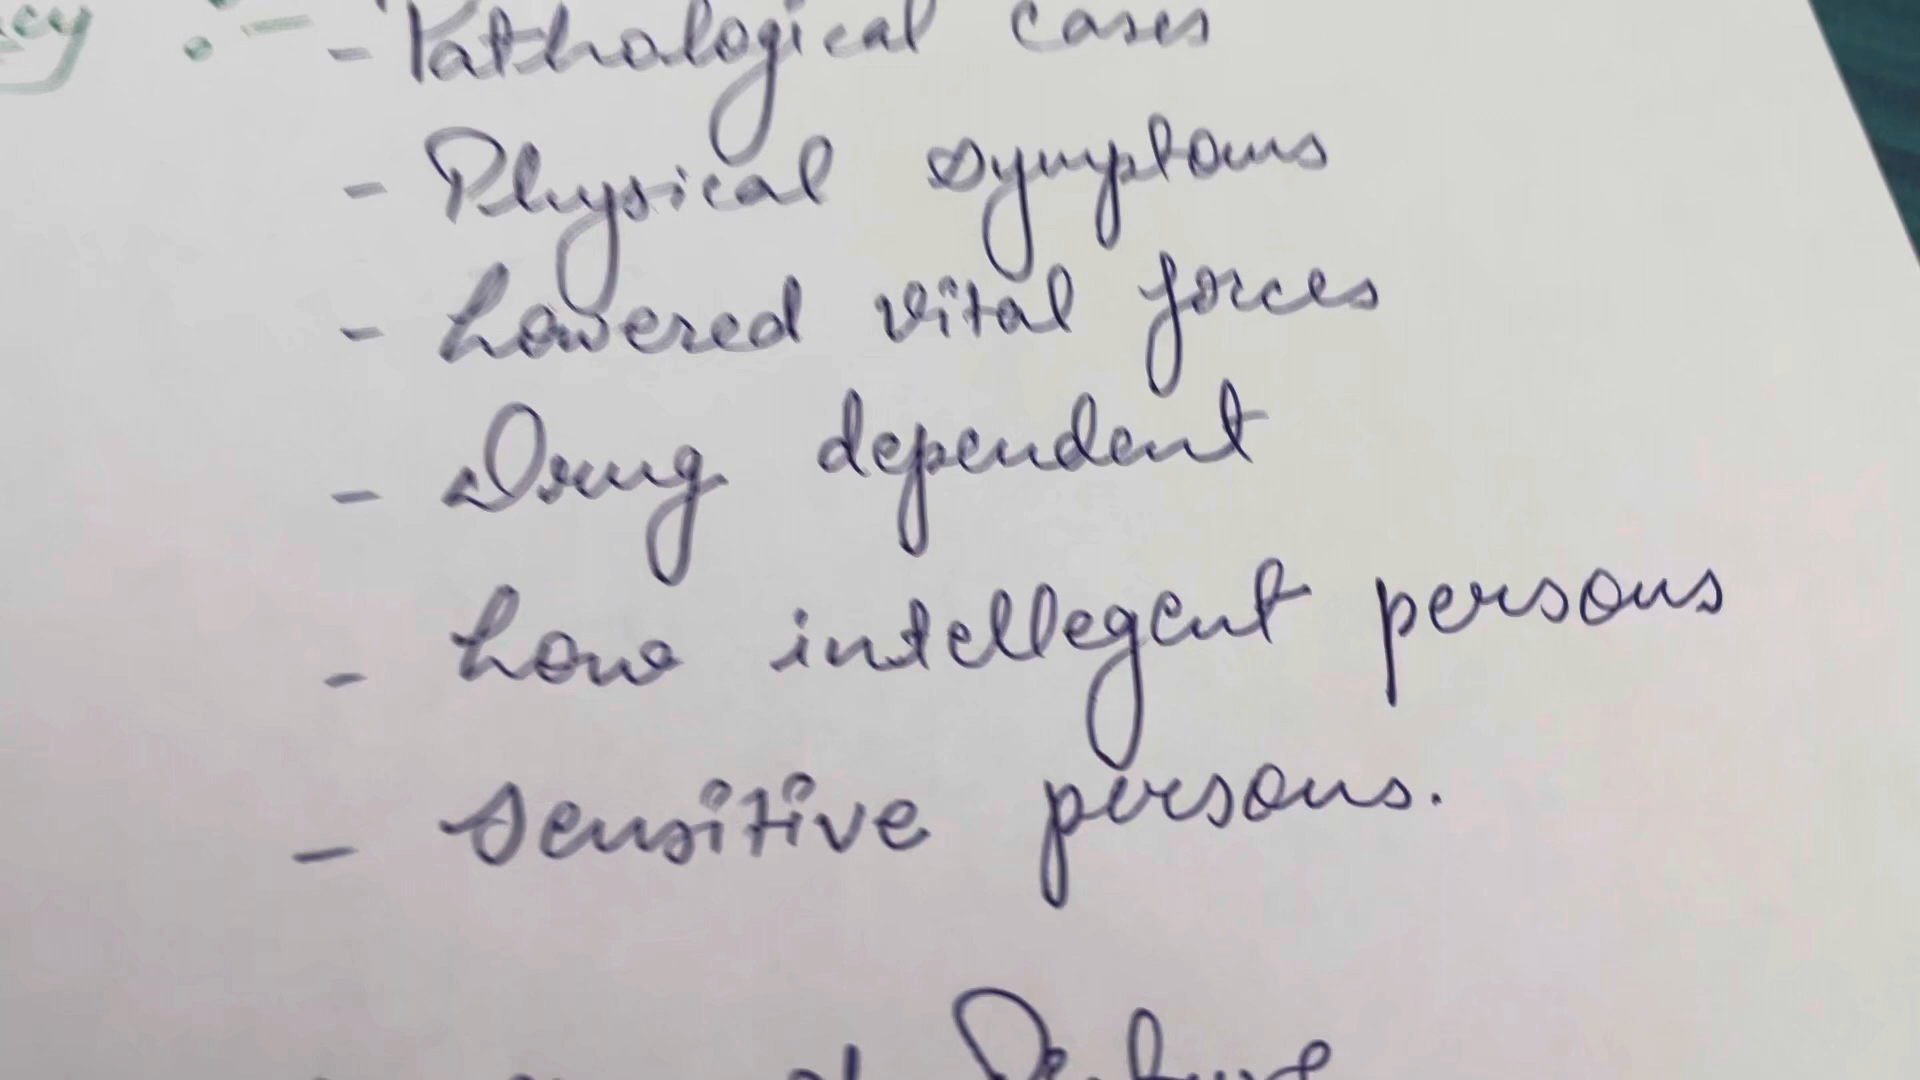 :- - Pathological cases
- Physical symptoms
- Lowered vital forces
- Drug dependent
- Low intellegent persons
- Sensitive persons.